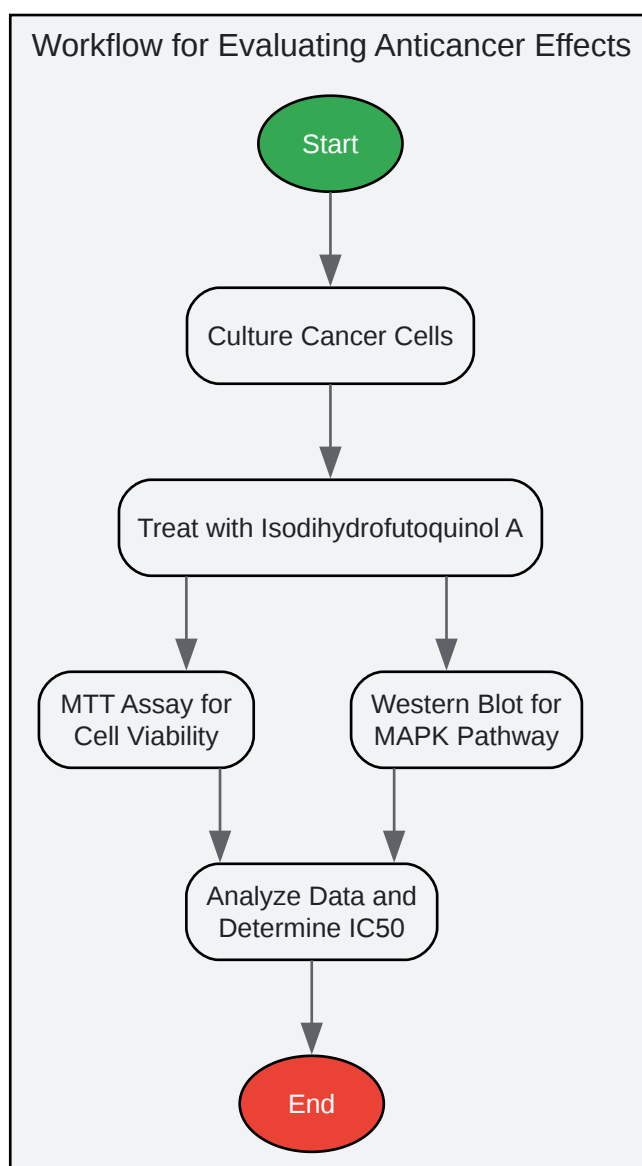 Workflow for Evaluating Anticancer Effects
Start
Culture Cancer Cells
Treat with Isodihydrofutoquinol A
MTT Assay for
Cell Viability
Western Blot for
MAPK Pathway
Analyze Data and
Determine IC50
End